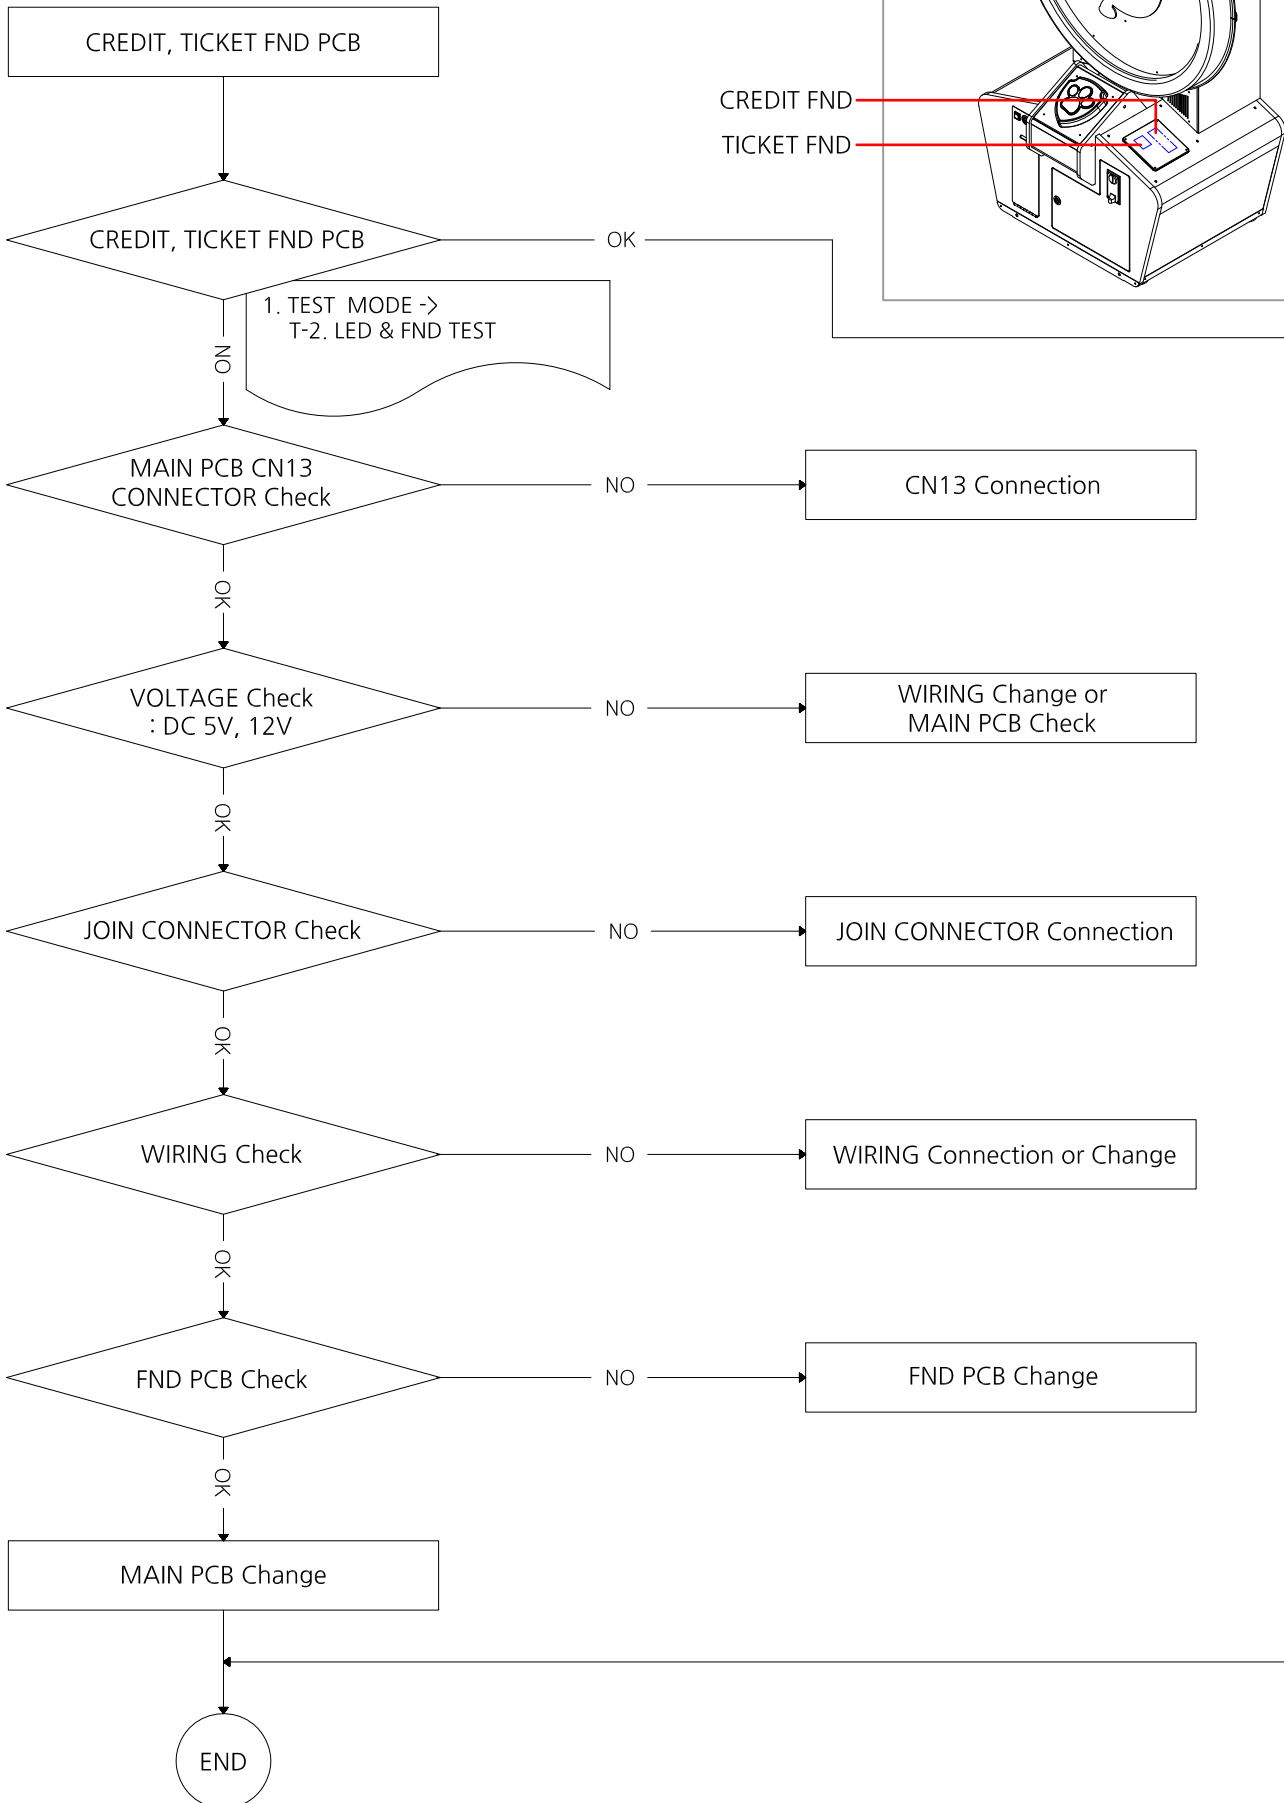 CREDIT, TICKET FND PCB
CREDIT FND
TICKET FND
CREDIT, TICKET FND PCB
OK
1. TEST MODE ->
T-2. LED & FND TEST
NO
MAIN PCB CN13
CONNECTOR Check
NO
CN13 Connection
OK
VOLTAGE Check
: DC 5V, 12V
NO
WIRING Change or
MAIN PCB Check
OK
JOIN CONNECTOR Check
NO
JOIN CONNECTOR Connection
OK
WIRING Check
NO
WIRING Connection or Change
OK
FND PCB Check
NO
FND PCB Change
OK
MAIN PCB Change
END